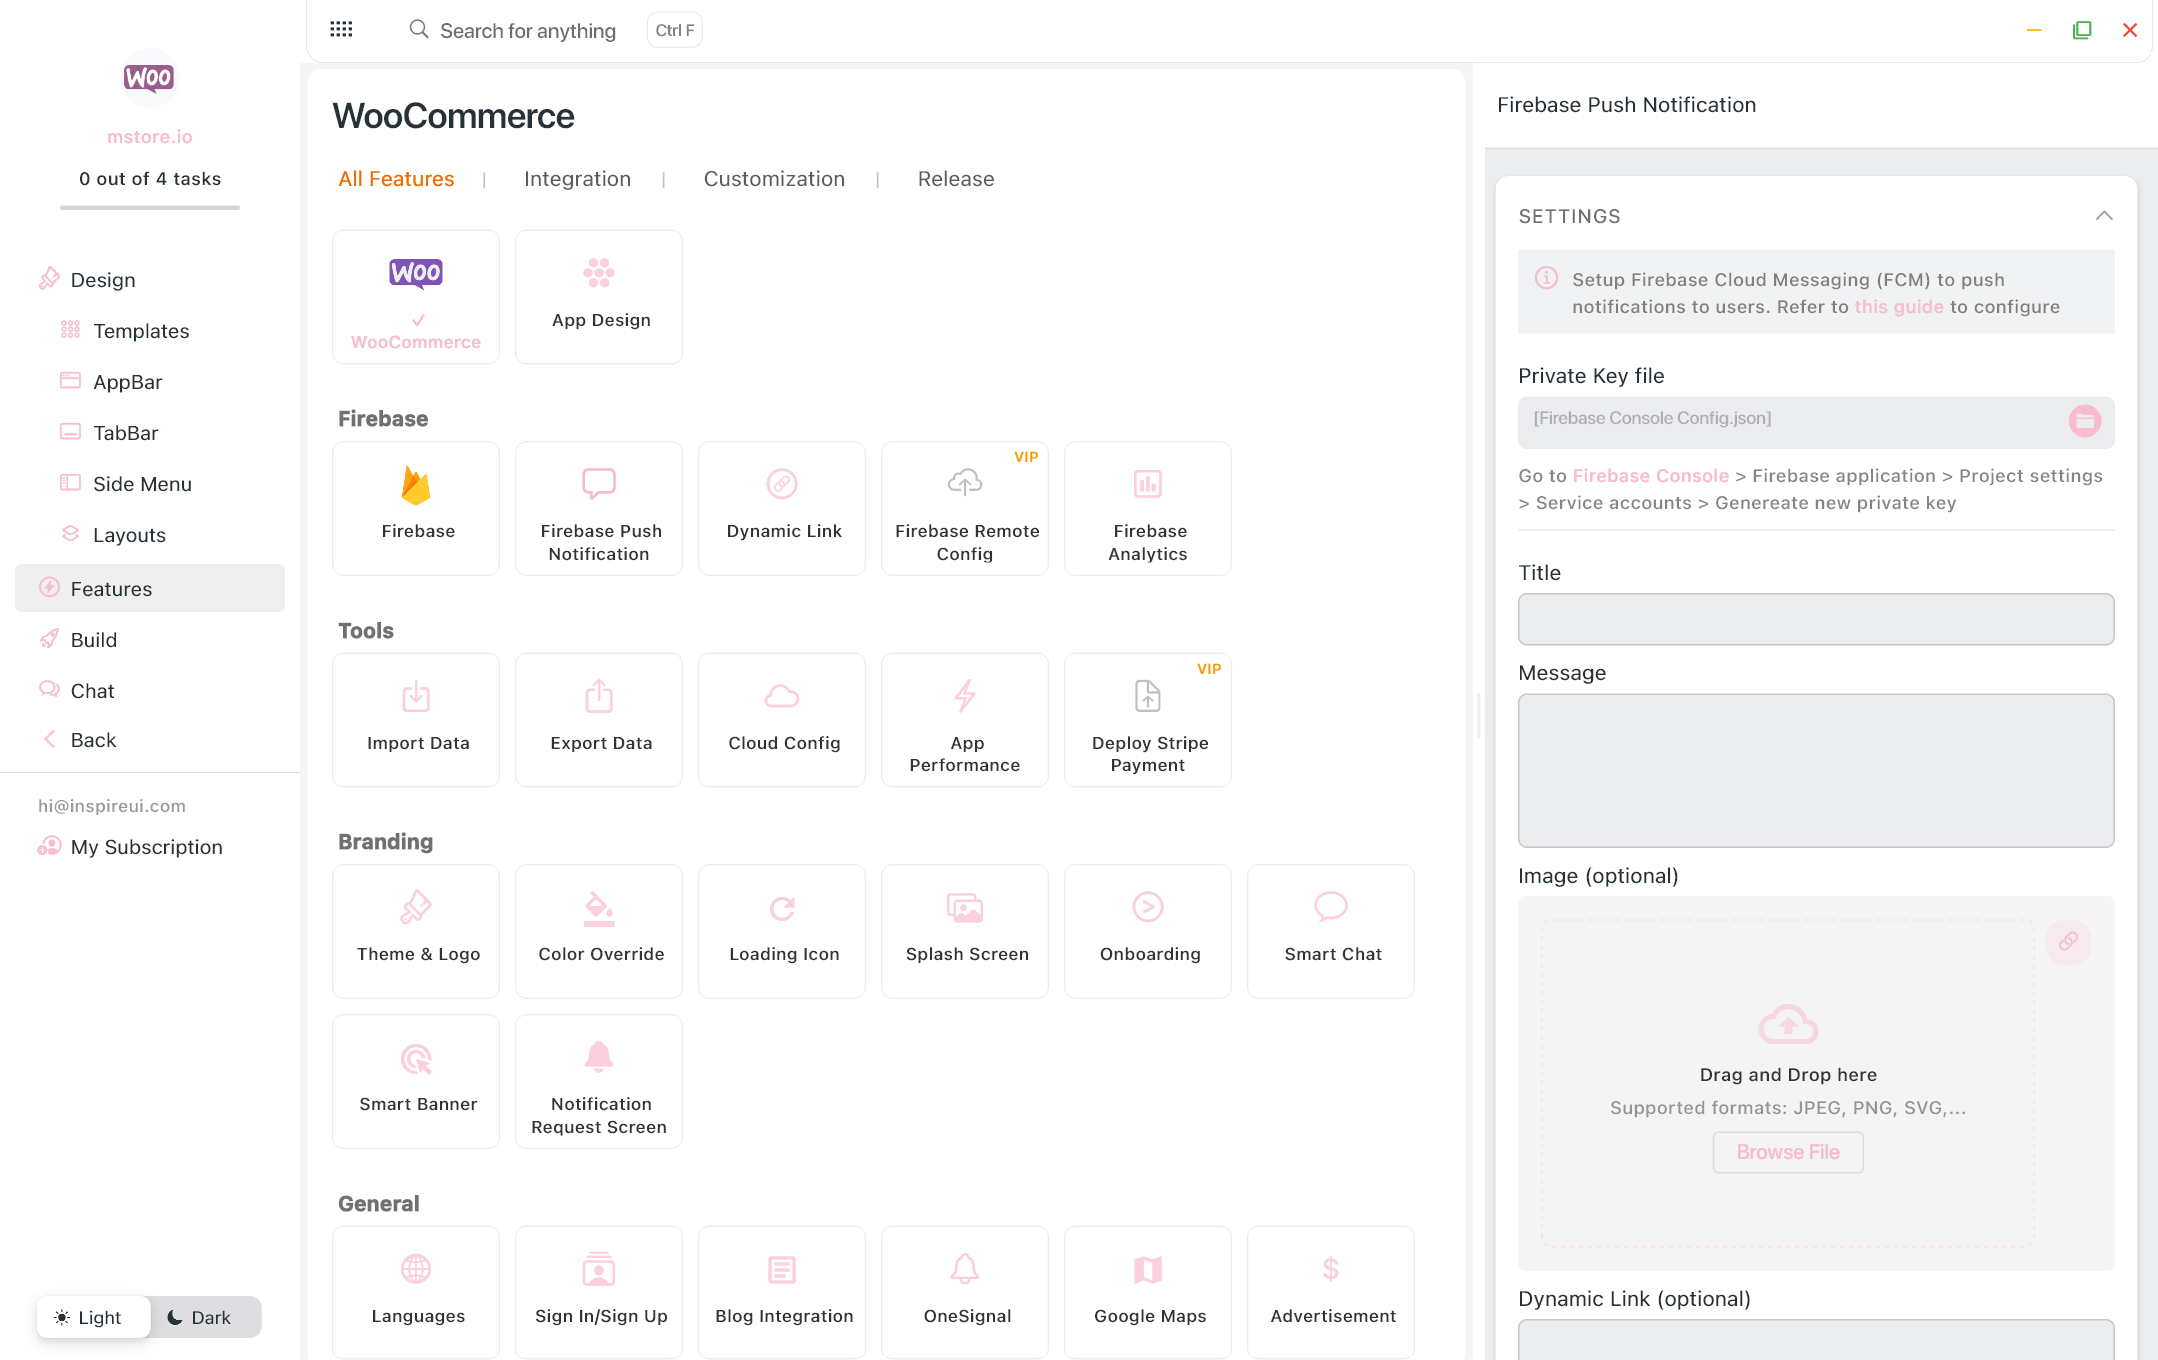 WOO
mstore.io
0 out of 4 tasks
Design
Templates
AppBar
TabBar
Side Menu
Layouts
Features
Build
Chat
Back
hi@inspireui.com
My Subscription
Light
Dark
Search for anything
Ctrl F
WooCommerce
All Features | Integration | Customization | Release
WOO
WooCommerce
App Design
Firebase
Firebase
Firebase Push
Notification
Dynamic Link
VIP
Firebase Remote
Config
Firebase
Analytics
Tools
Import Data
Export Data
Cloud Config
App
Performance
VIP
Deploy Stripe
Payment
Branding
Theme & Logo
Color Override
Loading Icon
Splash Screen
Onboarding
Smart Chat
Smart Banner
Notification
Request Screen
General
Languages
Sign In/Sign Up
Blog Integration
OneSignal
Google Maps
Advertisement
Firebase Push Notification
SETTINGS
Setup Firebase Cloud Messaging (FCM) to push
notifications to users. Refer to this guide to configure
Private Key file
[Firebase Console Config.json]
Go to Firebase Console > Firebase application > Project settings
> Service accounts > Genereate new private key
Title
Message
Image (optional)
Drag and Drop here
Supported formats: JPEG, PNG, SVG,...
Browse File
Dynamic Link (optional)